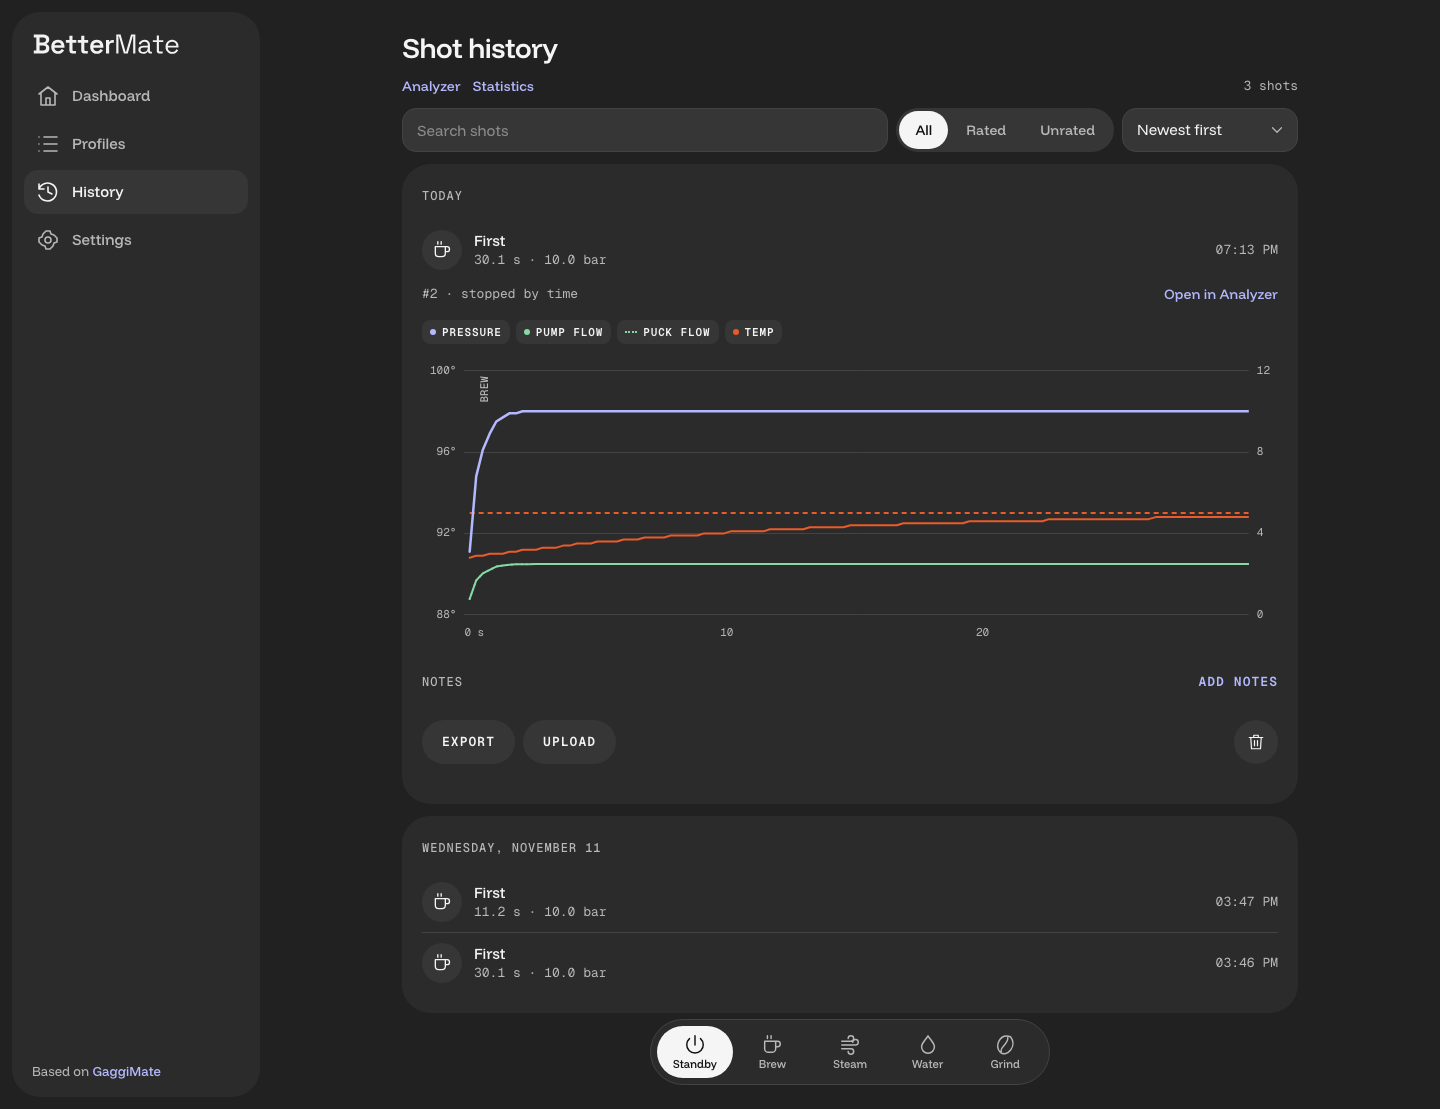 BetterMate
Dashboard
Profiles
History
Settings
Based on GaggiMate
Shot history
Analyzer Statistics
3 shots
Search shots
All Rated Unrated
Newest first
TODAY
First
30.1 s · 10.0 bar
07:13 PM
#2 · stopped by time
Open in Analyzer
PRESSURE PUMP FLOW PUCK FLOW TEMP
100° 12
BREW
96° 8
92° 4
88° 0
0 s 10 20
NOTES
ADD NOTES
EXPORT UPLOAD
WEDNESDAY, NOVEMBER 11
First
11.2 s · 10.0 bar
03:47 PM
First
30.1 s · 10.0 bar
03:46 PM
Standby Brew Steam Water Grind